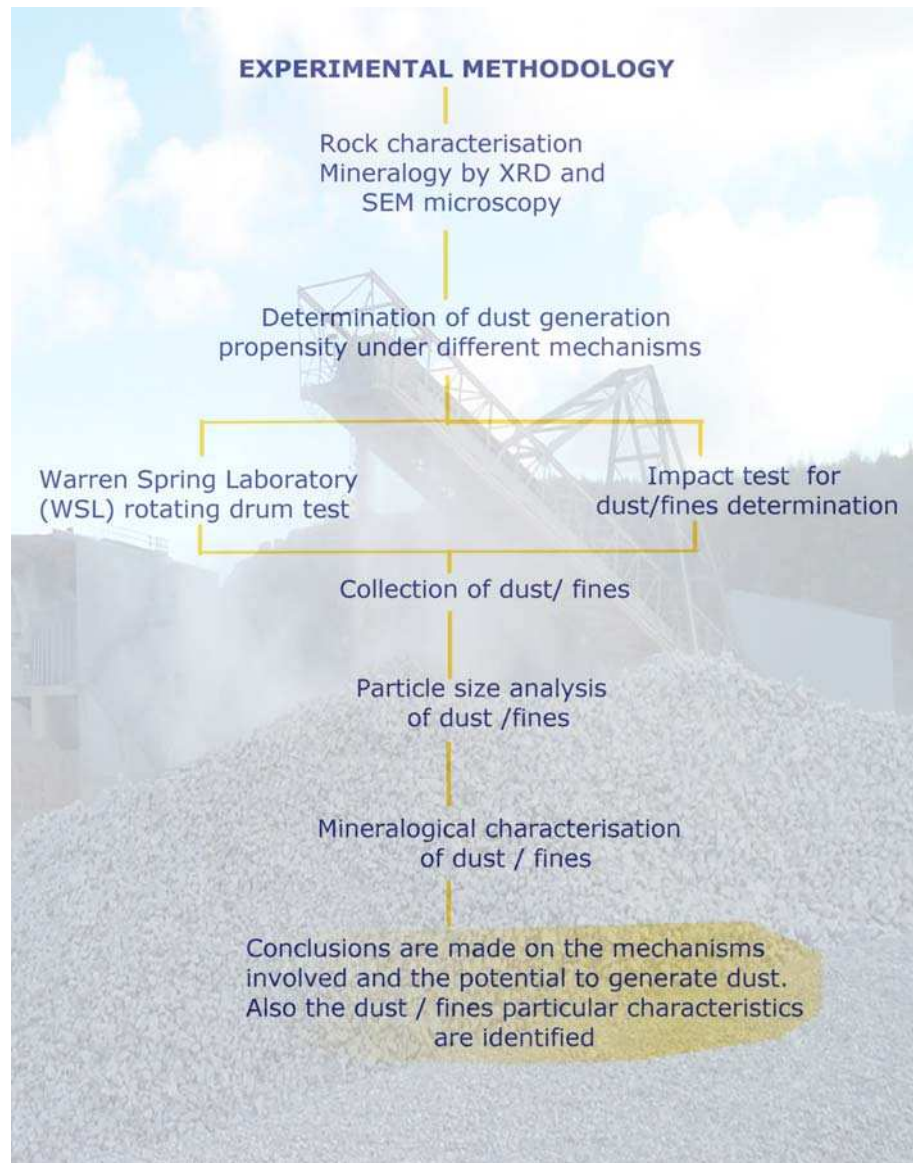 EXPERIMENTAL METHODOLOGY
Rock characterisation
Mineralogy by XRD and
SEM microscopy
Determination of dust generation
propensity under different mechanisms
Warren Spring Laboratory
(WSL) rotating drum test
Impact test for
dust/fines determination
Collection of dust/ fines
Particle size analysis
of dust /fines
Mineralogical characterisation
of dust / fines
Conclusions are made on the mechanisms
involved and the potential to generate dust.
Also the dust / fines particular characteristics
are identified